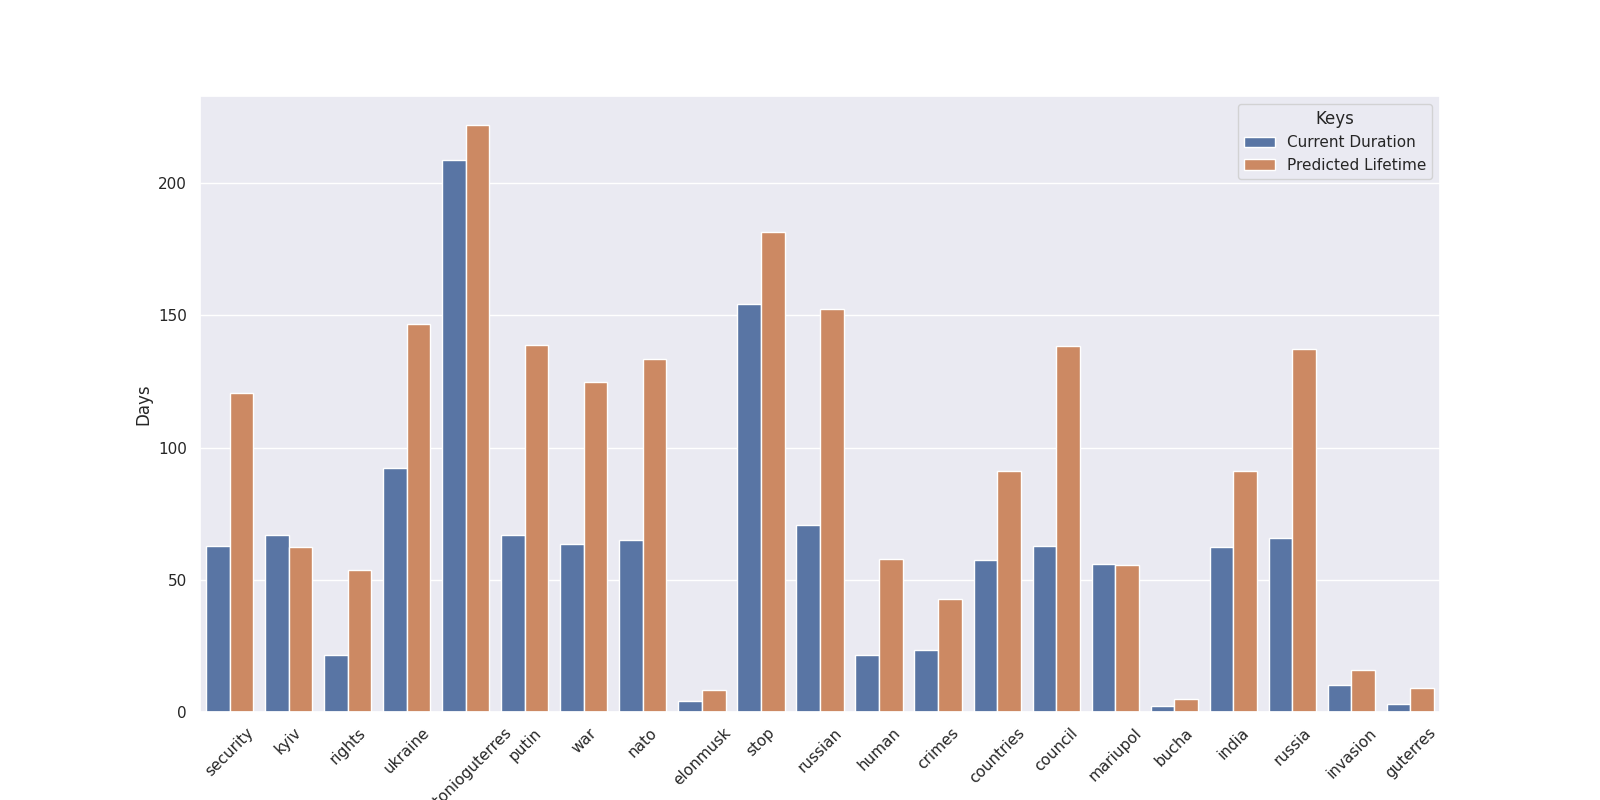 Keys
Current Duration
Predicted Lifetime
200
150
100
50
0
Days
security
kyiv
rights
ukraine
tonioguterres
putin
war
nato
elonmusk
stop
russian
human
crimes
countries
council
mariupol
bucha
india
russia
invasion
guterres